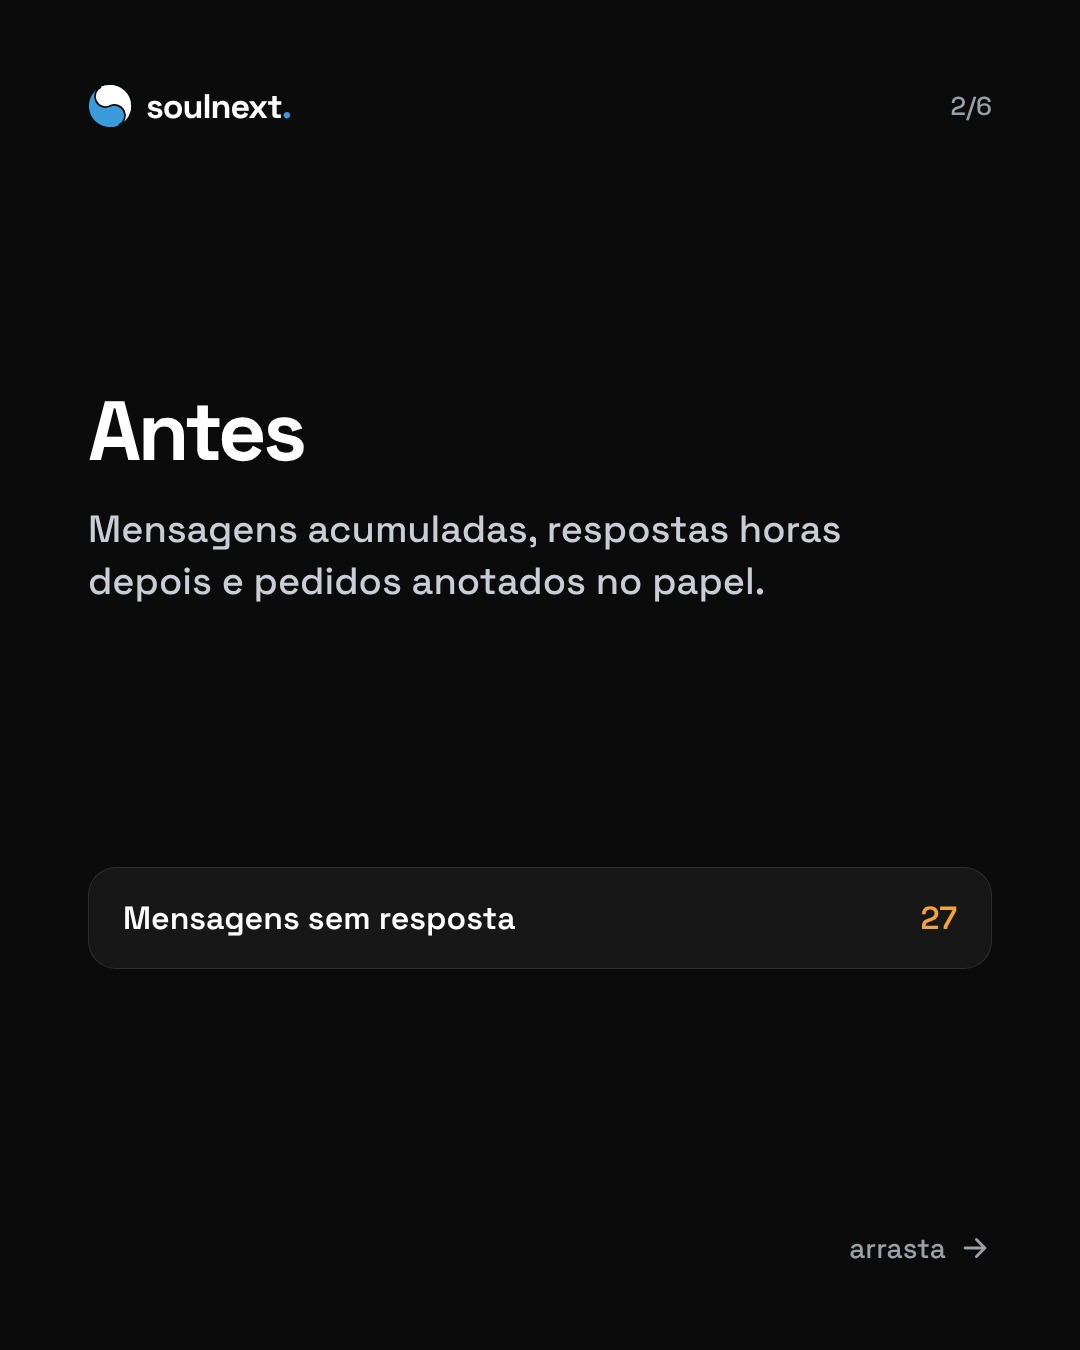 soulnext.
2/6
Antes
Mensagens acumuladas, respostas horas
depois e pedidos anotados no papel.
Mensagens sem resposta 27
arrasta →